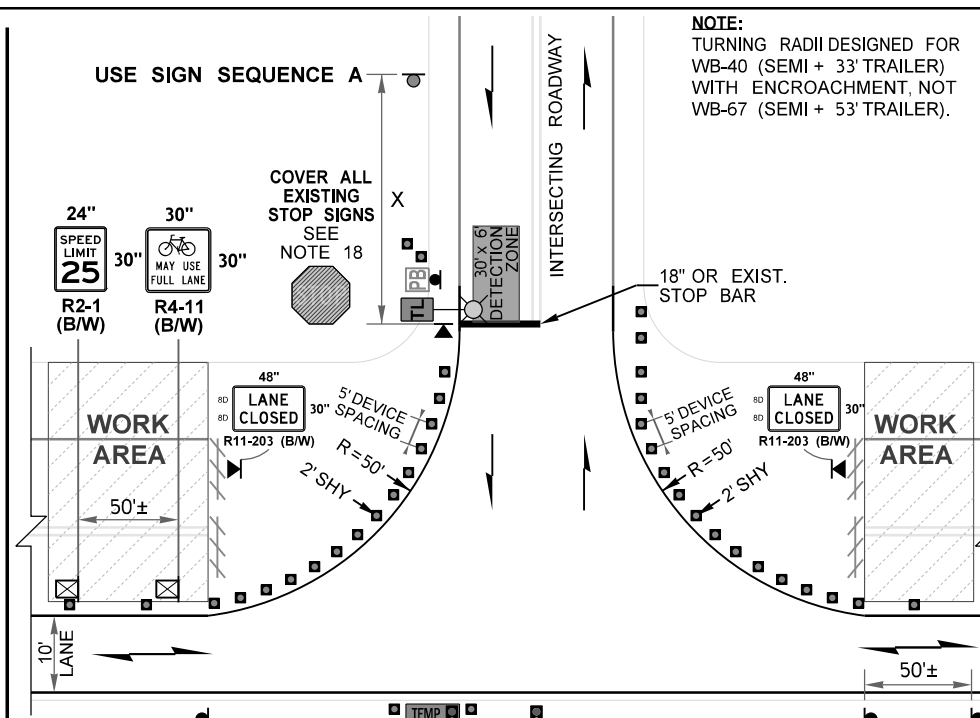 NOTE:
TURNING RADII DESIGNED FOR
WB-40 (SEMI + 33' TRAILER)
WITH ENCROACHMENT, NOT
WB-67 (SEMI + 53' TRAILER).
USE SIGN SEQUENCE A
INTERSECTING ROADWAY
COVER ALL
EXISTING
STOP SIGNS
SEE
NOTE 18
X
STOP
PB
TL
30' x 6'
DETECTION
ZONE
18" OR EXIST.
STOP BAR
24"
SPEED
LIMIT
25
30"
R2-1
(B/W)
30"
MAY USE
FULL LANE
30"
R4-11
(B/W)
WORK
AREA
50'±
48"
8D
8D
LANE
CLOSED
30"
R11-203 (B/W)
5' DEVICE
SPACING
R=50'
2' SHY
5' DEVICE
SPACING
R=50'
2' SHY
48"
8D
8D
LANE
CLOSED
30"
R11-203 (B/W)
WORK
AREA
10'
LANE
50'±
TEMP